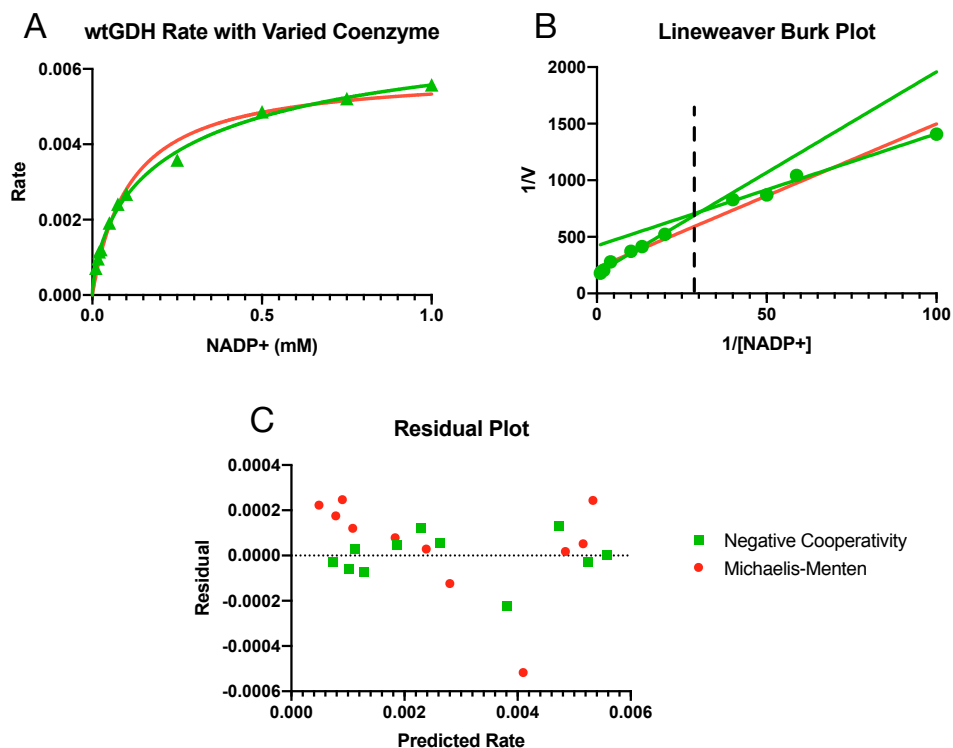 A
wtGDH Rate with Varied Coenzyme
0.006
0.004
0.002
0.000
Rate
0.0
0.5
1.0
NADP+ (mM)
B
Lineweaver Burk Plot
2000
1500
1000
500
0
1/V
0
50
100
1/[NADP+]
C
Residual Plot
0.0004
0.0002
0.0000
-0.0002
-0.0004
-0.0006
Residual
0.000
0.002
0.004
0.006
Predicted Rate
Negative Cooperativity
Michaelis-Menten